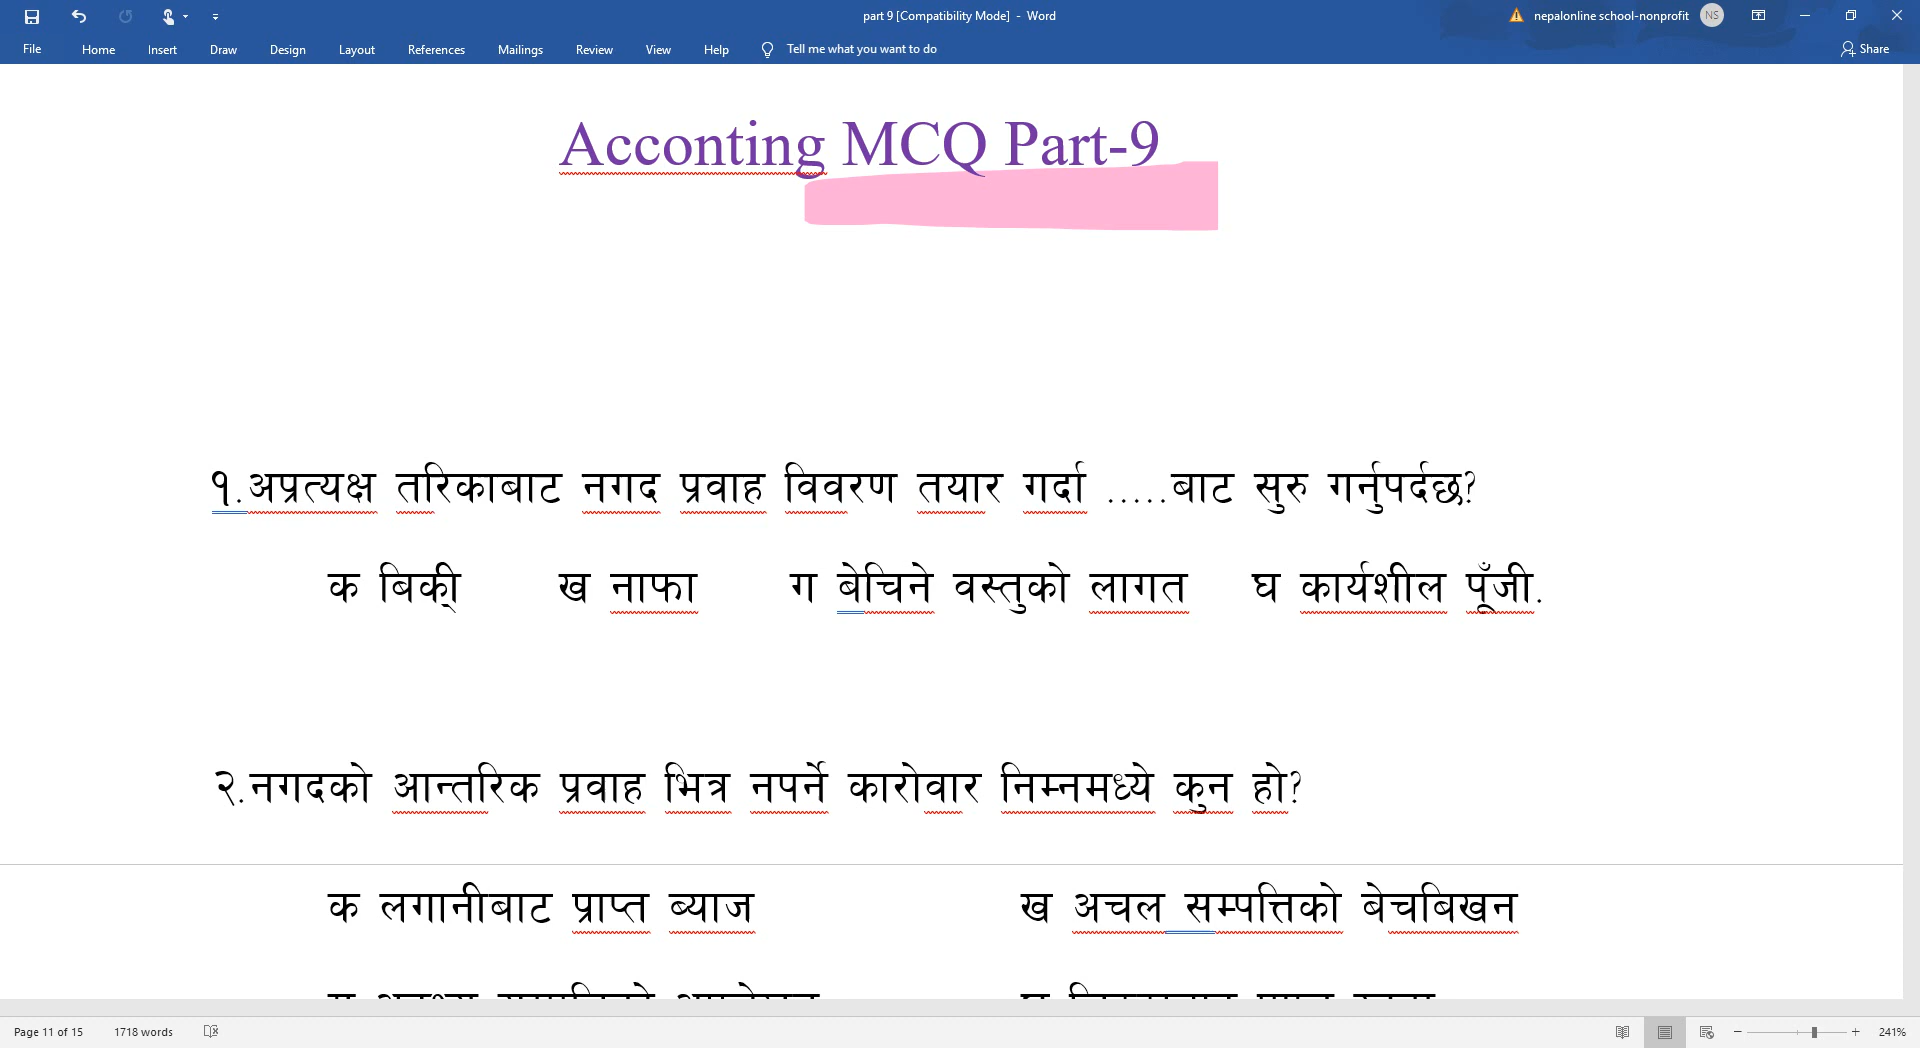 part 9 [Compatibility Mode] - Word
nepalonline school-nonprofit NS
File Home Insert Draw Design Layout References Mailings Review View Help Tell me what you want to do Share
Acconting MCQ Part-9
१.अप्रत्यक्ष तरिकाबाट नगद प्रवाह विवरण तयार गर्दा .....बाट सुरु गर्नुपर्दछ?
क बिकी् ख नाफा ग बेचिने वस्तुको लागत घ कार्यशील पूँजी.
२.नगदको आन्तरिक प्रवाह भित्र नपर्ने कारोवार निम्नमध्ये कुन हो?
क लगानीबाट प्राप्त ब्याज ख अचल सम्पत्तिको बेचबिखन
Page 11 of 15 1718 words 241%